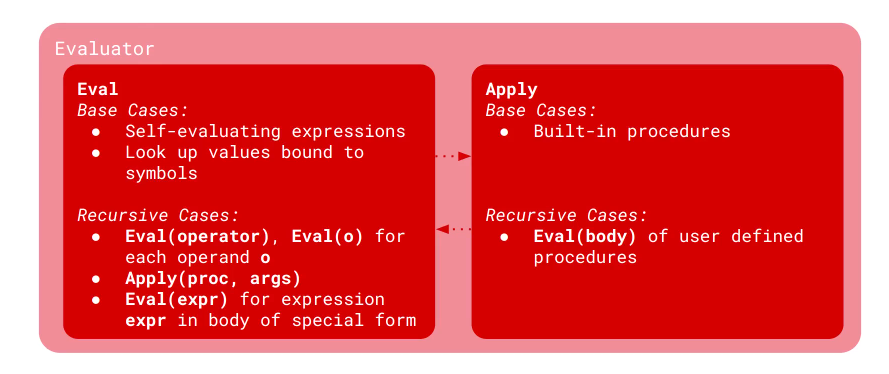 Evaluator
Eval
Base Cases:
● Self-evaluating expressions
● Look up values bound to
symbols
Recursive Cases:
● Eval(operator), Eval(o) for
each operand o
● Apply(proc, args)
● Eval(expr) for expression
expr in body of special form
Apply
Base Cases:
● Built-in procedures
Recursive Cases:
● Eval(body) of user defined
procedures